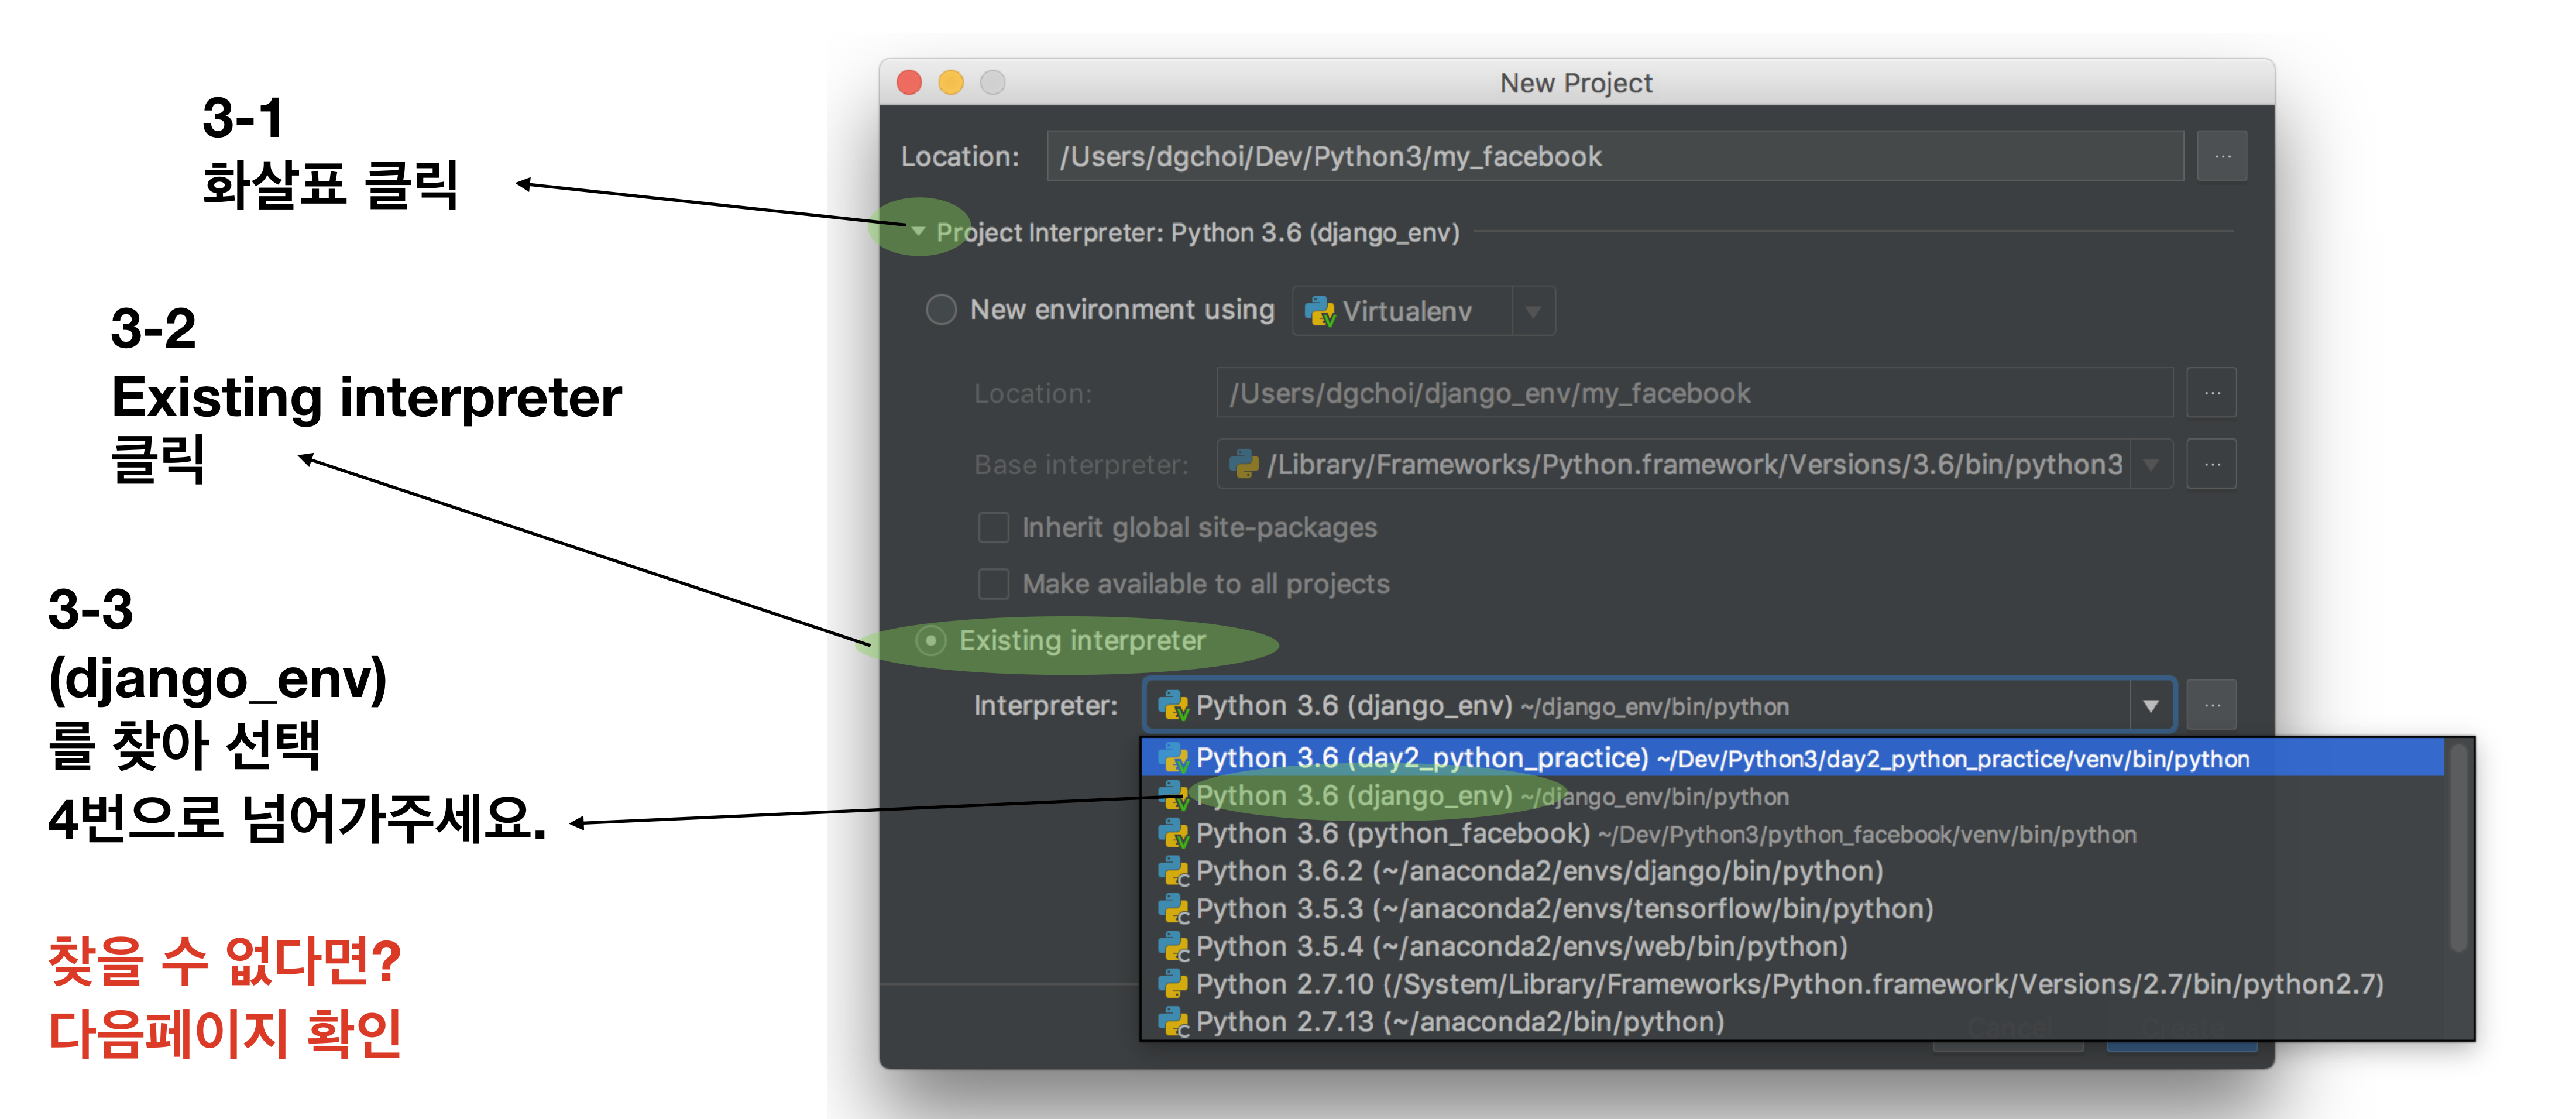 3-1
화살표 클릭
3-2
Existing interpreter
클릭
3-3
(django_env)
를 찾아 선택
4번으로 넘어가주세요.
찾을 수 없다면?
다음페이지 확인
New Project
Location: /Users/dgchoi/Dev/Python3/my_facebook ...
Project Interpreter: Python 3.6 (django_env)
New environment using Virtualenv
Location: /Users/dgchoi/django_env/my_facebook ...
Base interpreter: /Library/Frameworks/Python.framework/Versions/3.6/bin/python3 ...
Inherit global site-packages
Make available to all projects
Existing interpreter
Interpreter: Python 3.6 (django_env) ~/django_env/bin/python ...
Python 3.6 (day2_python_practice) ~/Dev/Python3/day2_python_practice/venv/bin/python
Python 3.6 (django_env) ~/django_env/bin/python
Python 3.6 (python_facebook) ~/Dev/Python3/python_facebook/venv/bin/python
Python 3.6.2 (~/anaconda2/envs/django/bin/python)
Python 3.5.3 (~/anaconda2/envs/tensorflow/bin/python)
Python 3.5.4 (~/anaconda2/envs/web/bin/python)
Python 2.7.10 (/System/Library/Frameworks/Python.framework/Versions/2.7/bin/python2.7)
Python 2.7.13 (~/anaconda2/bin/python)
Cancel Create